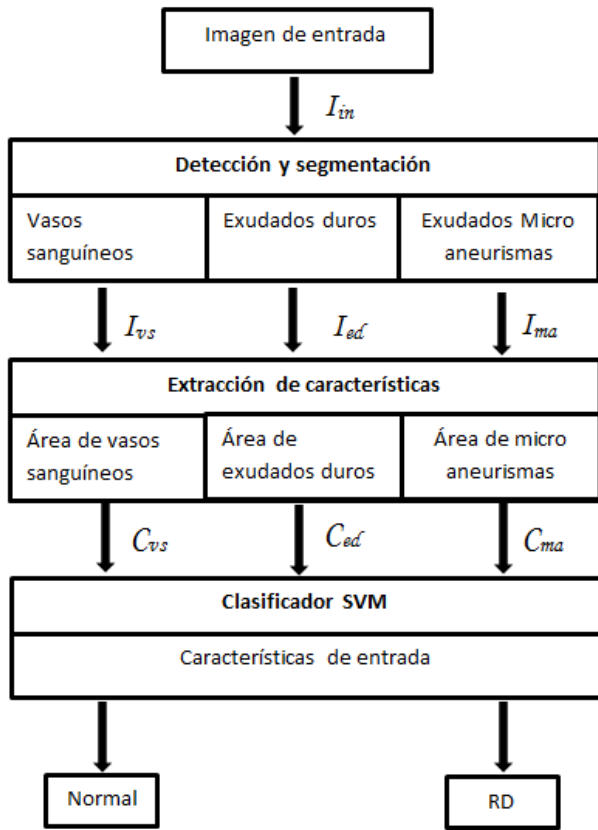 Imagen de entrada
I_in
Detección y segmentación
Vasos sanguíneos
Exudados duros
Exudados Micro aneurismas
I_vs
I_ed
I_ma
Extracción de características
Área de vasos sanguíneos
Área de exudados duros
Área de micro aneurismas
C_vs
C_ed
C_ma
Clasificador SVM
Características de entrada
Normal
RD